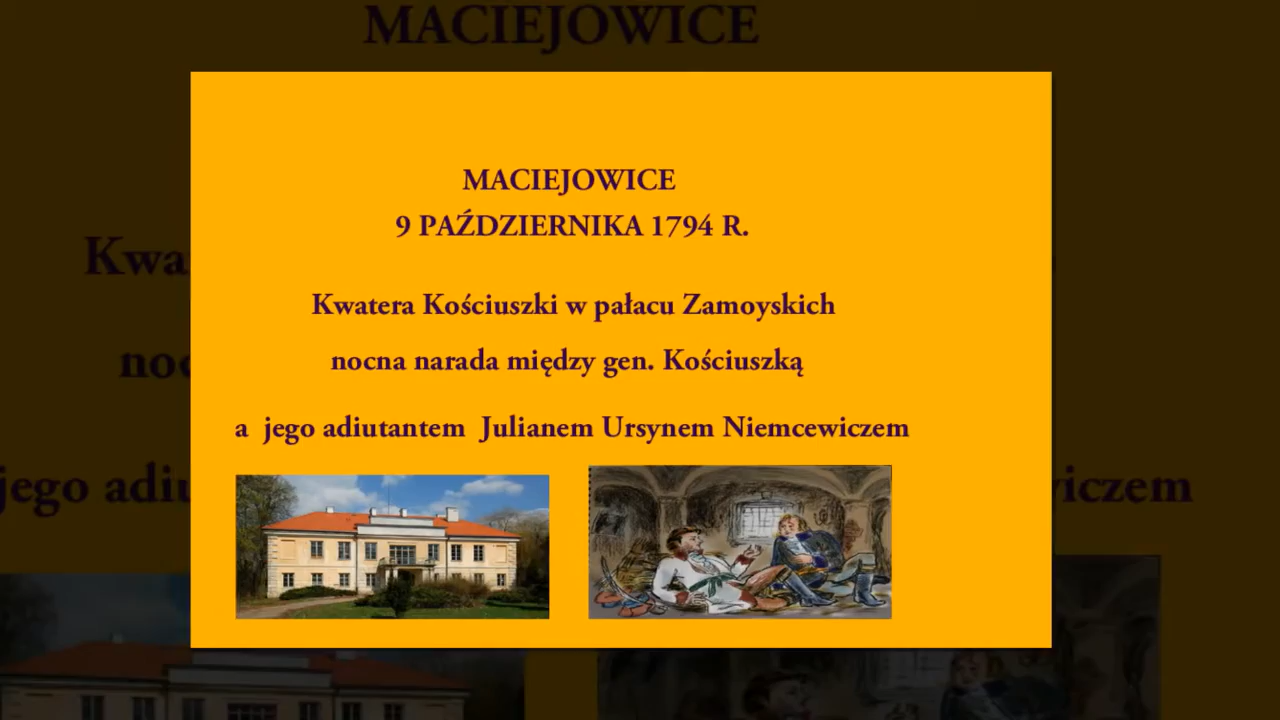 MACIEJOWICE
MACIEJOWICE
9 PAŹDZIERNIKA 1794 R.
Kwatera Kościuszki w pałacu Zamoyskich
nocna narada między gen. Kościuszką
a jego adiutantem Julianem Ursynem Niemcewiczem